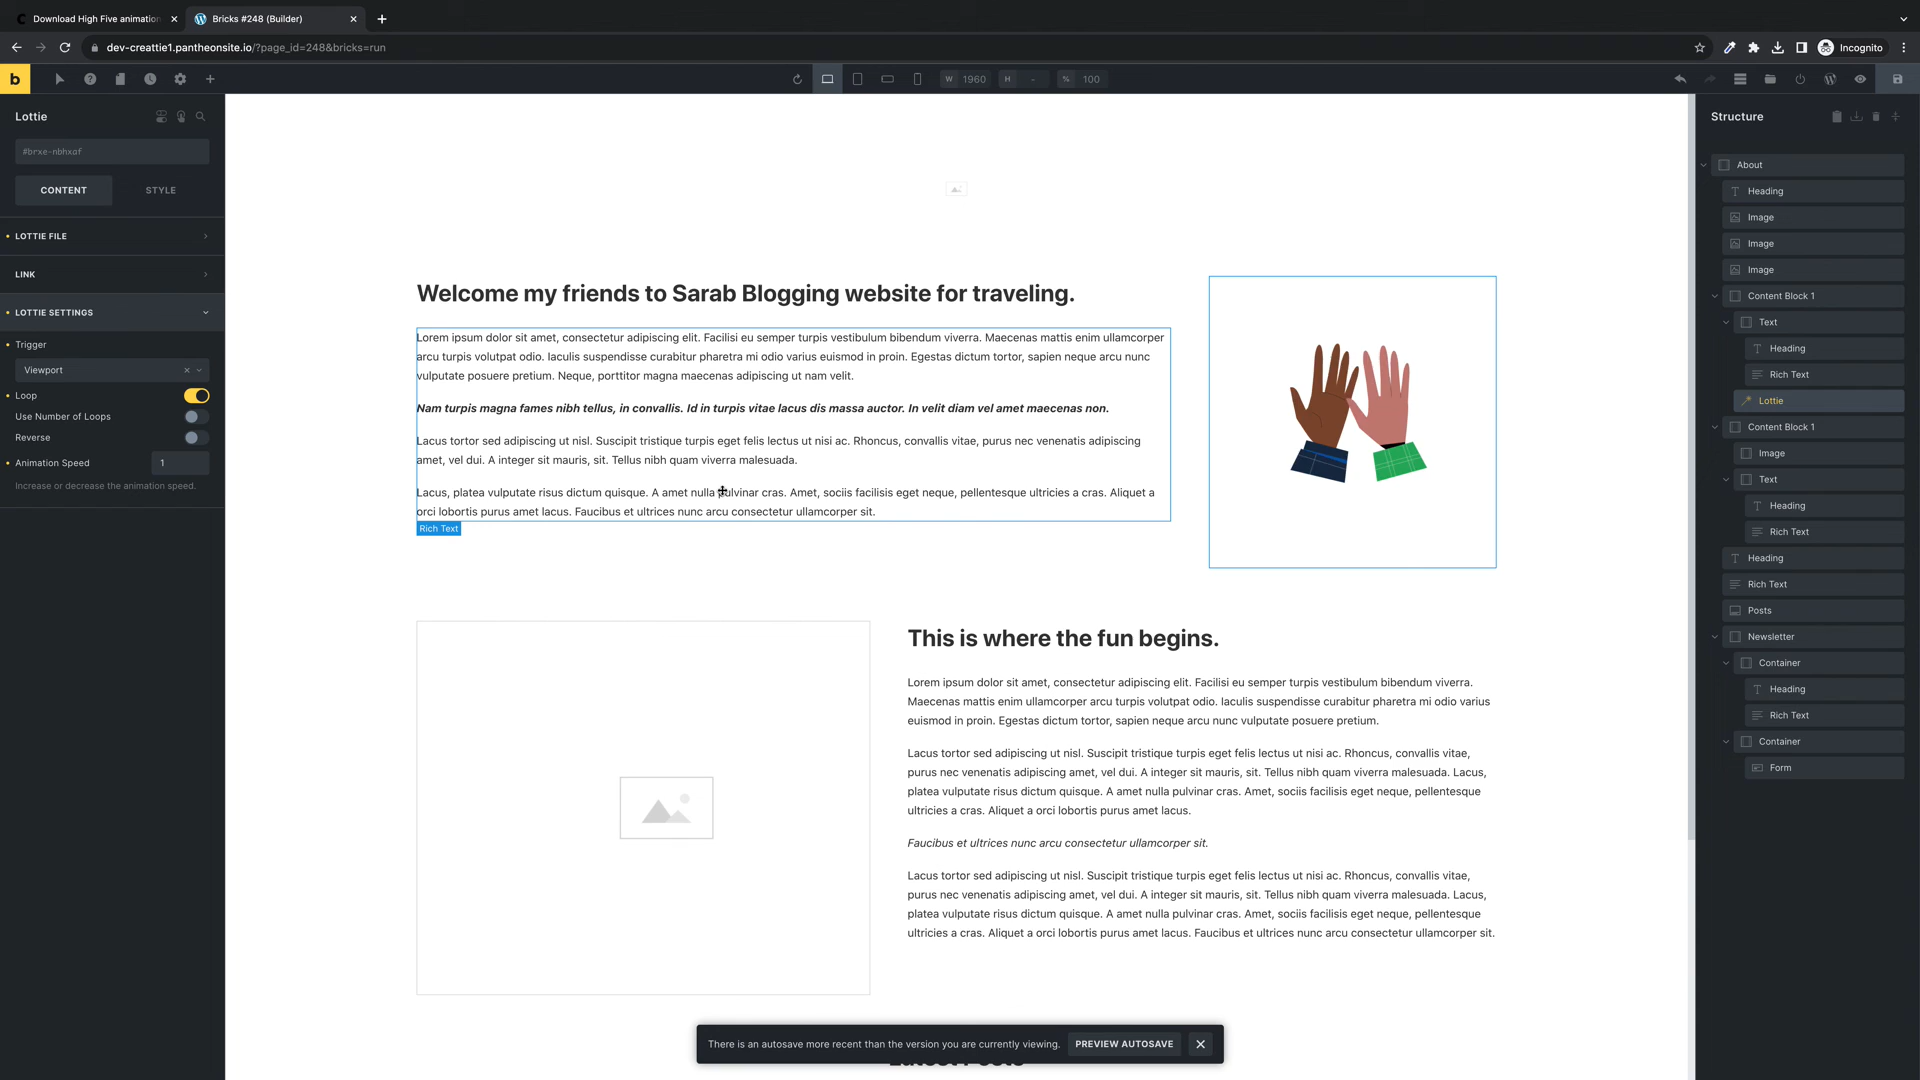 Download High Five animation
Bricks #248 (Builder)
dev-creattie1.pantheonsite.io/?page_id=248&bricks=run
Incognito
b
W 1960 H - % 100
Lottie
#brxe-nbhxaf
CONTENT STYLE
LOTTIE FILE
LINK
LOTTIE SETTINGS
Trigger
Viewport
Loop
Use Number of Loops
Reverse
Animation Speed 1
Increase or decrease the animation speed.
Welcome my friends to Sarab Blogging website for traveling.
Lorem ipsum dolor sit amet, consectetur adipiscing elit. Facilisi eu semper turpis vestibulum bibendum viverra. Maecenas mattis enim ullamcorper
arcu turpis volutpat odio. Iaculis suspendisse curabitur pharetra mi odio varius euismod in proin. Egestas dictum tortor, sapien neque arcu nunc
vulputate posuere pretium. Neque, porttitor magna maecenas adipiscing ut nam velit.
Nam turpis magna fames nibh tellus, in convallis. Id in turpis vitae lacus dis massa auctor. In velit diam vel amet maecenas non.
Lacus tortor sed adipiscing ut nisl. Suscipit tristique turpis eget felis lectus ut nisi ac. Rhoncus, convallis vitae, purus nec venenatis adipiscing
amet, vel dui. A integer sit mauris, sit. Tellus nibh quam viverra malesuada.
Lacus, platea vulputate risus dictum quisque. A amet nulla pulvinar cras. Amet, sociis facilisis eget neque, pellentesque ultricies a cras. Aliquet a
orci lobortis purus amet lacus. Faucibus et ultrices nunc arcu consectetur ullamcorper sit.
Rich Text
This is where the fun begins.
Lorem ipsum dolor sit amet, consectetur adipiscing elit. Facilisi eu semper turpis vestibulum bibendum viverra.
Maecenas mattis enim ullamcorper arcu turpis volutpat odio. Iaculis suspendisse curabitur pharetra mi odio varius
euismod in proin. Egestas dictum tortor, sapien neque arcu nunc vulputate posuere pretium.
Lacus tortor sed adipiscing ut nisl. Suscipit tristique turpis eget felis lectus ut nisi ac. Rhoncus, convallis vitae,
purus nec venenatis adipiscing amet, vel dui. A integer sit mauris, sit. Tellus nibh quam viverra malesuada. Lacus,
platea vulputate risus dictum quisque. A amet nulla pulvinar cras. Amet, sociis facilisis eget neque, pellentesque
ultricies a cras. Aliquet a orci lobortis purus amet lacus.
Faucibus et ultrices nunc arcu consectetur ullamcorper sit.
Lacus tortor sed adipiscing ut nisl. Suscipit tristique turpis eget felis lectus ut nisi ac. Rhoncus, convallis vitae,
purus nec venenatis adipiscing amet, vel dui. A integer sit mauris, sit. Tellus nibh quam viverra malesuada. Lacus,
platea vulputate risus dictum quisque. A amet nulla pulvinar cras. Amet, sociis facilisis eget neque, pellentesque
ultricies a cras. Aliquet a orci lobortis purus amet lacus. Faucibus et ultrices nunc arcu consectetur ullamcorper sit.
There is an autosave more recent than the version you are currently viewing. PREVIEW AUTOSAVE
Structure
About
Heading
Image
Image
Image
Content Block 1
Text
Heading
Rich Text
Lottie
Content Block 1
Image
Text
Heading
Rich Text
Heading
Rich Text
Posts
Newsletter
Container
Heading
Rich Text
Container
Form